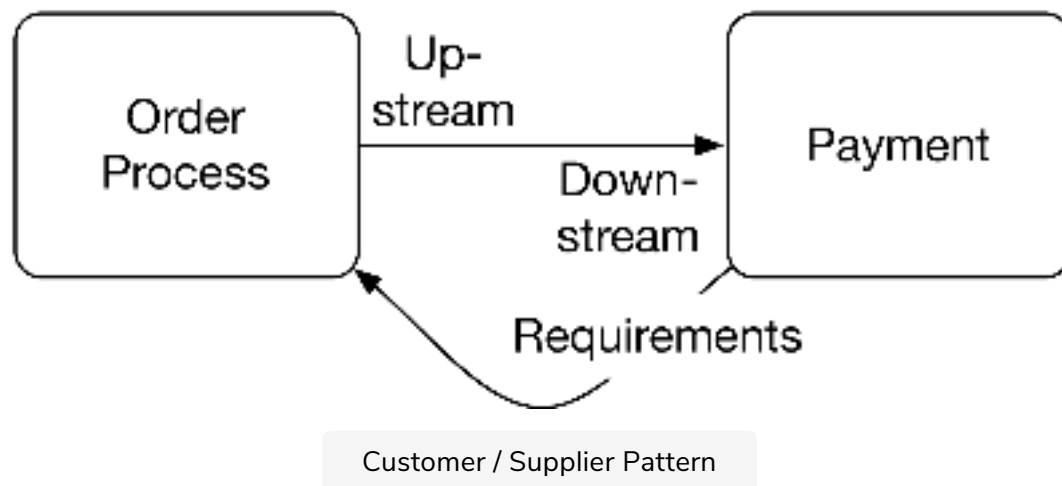 Order
Process
Up-
stream
Down-
stream
Payment
Requirements
Customer / Supplier Pattern